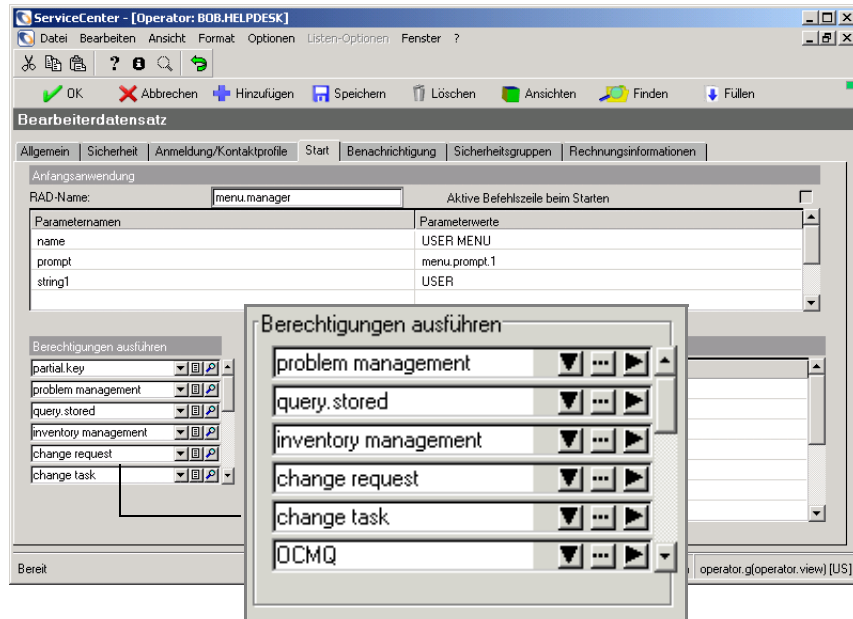 ServiceCenter - [Operator: BOB.HELPDESK]
Datei Bearbeiten Ansicht Format Optionen Listen-Optionen Fenster ?
OK Abbrechen Hinzufügen Speichern Löschen Ansichten Finden Füllen
Bearbeiterdatensatz
Allgemein Sicherheit Anmeldung/Kontaktprofile Start Benachrichtigung Sicherheitsgruppen Rechnungsinformationen
Anfangsanwendung
RAD-Name: menu.manager Aktive Befehlszeile beim Starten
Parameternamen Parameterwerte
name USER MENU
prompt menu.prompt.1
string1 USER
Berechtigungen ausführen
partial.key
problem management
query.stored
inventory management
change request
change task
Berechtigungen ausführen
problem management
query.stored
inventory management
change request
change task
OCMQ
Bereit operator.g(operator.view) [US]